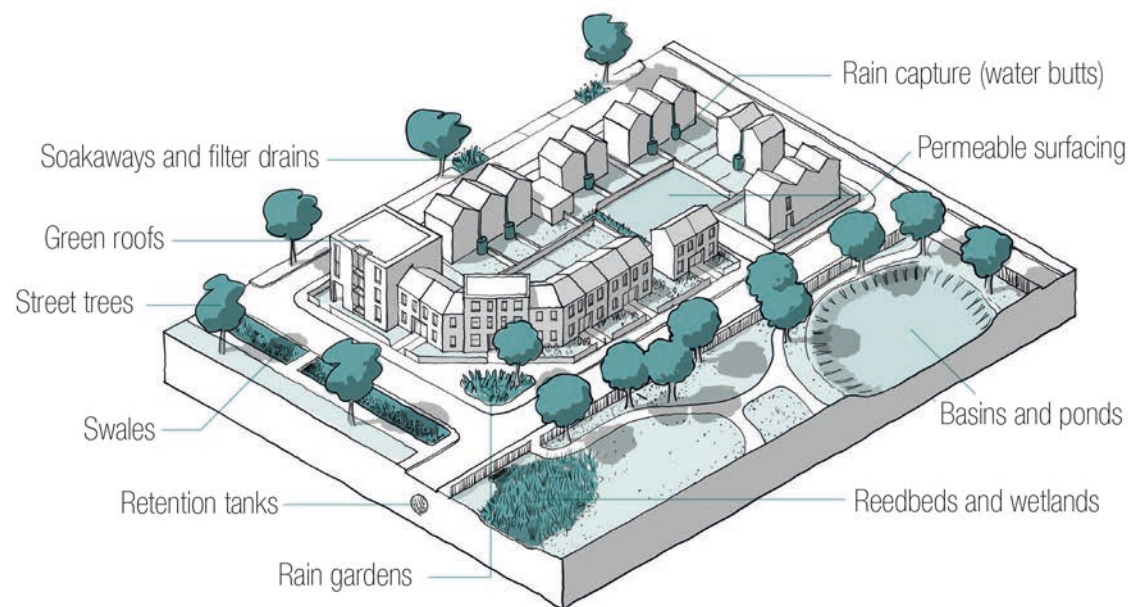 Rain capture (water butts)
Soakaways and filter drains
Permeable surfacing
Green roofs
Street trees
Swales
Basins and ponds
Retention tanks
Reedbeds and wetlands
Rain gardens